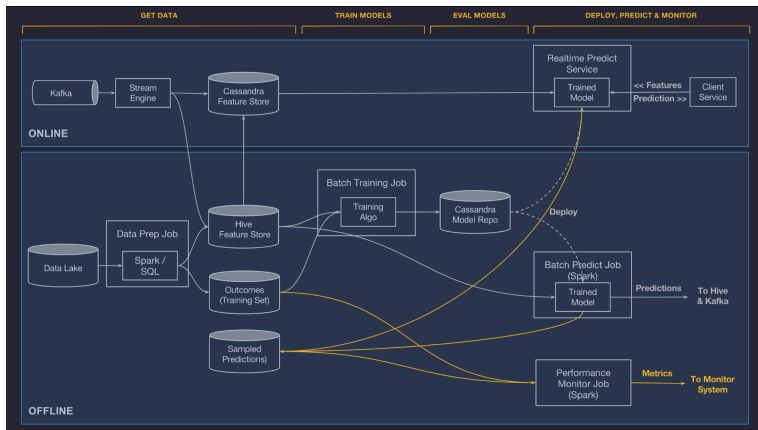 GET DATA
TRAIN MODELS
EVAL MODELS
DEPLOY, PREDICT & MONITOR
Kafka
Stream
Engine
Cassandra
Feature Store
Realtime Predict
Service
Trained
Model
<< Features
Prediction >>
Client
Service
ONLINE
Batch Training Job
Training
Algo
Cassandra
Model Repo
Deploy
Hive
Feature Store
Data Prep Job
Spark /
SQL
Data Lake
Outcomes
(Training Set)
Batch Predict Job
(Spark)
Trained
Model
Predictions
To Hive
& Kafka
Sampled
Predictions)
Performance
Monitor Job
(Spark)
Metrics
To Monitor
System
OFFLINE